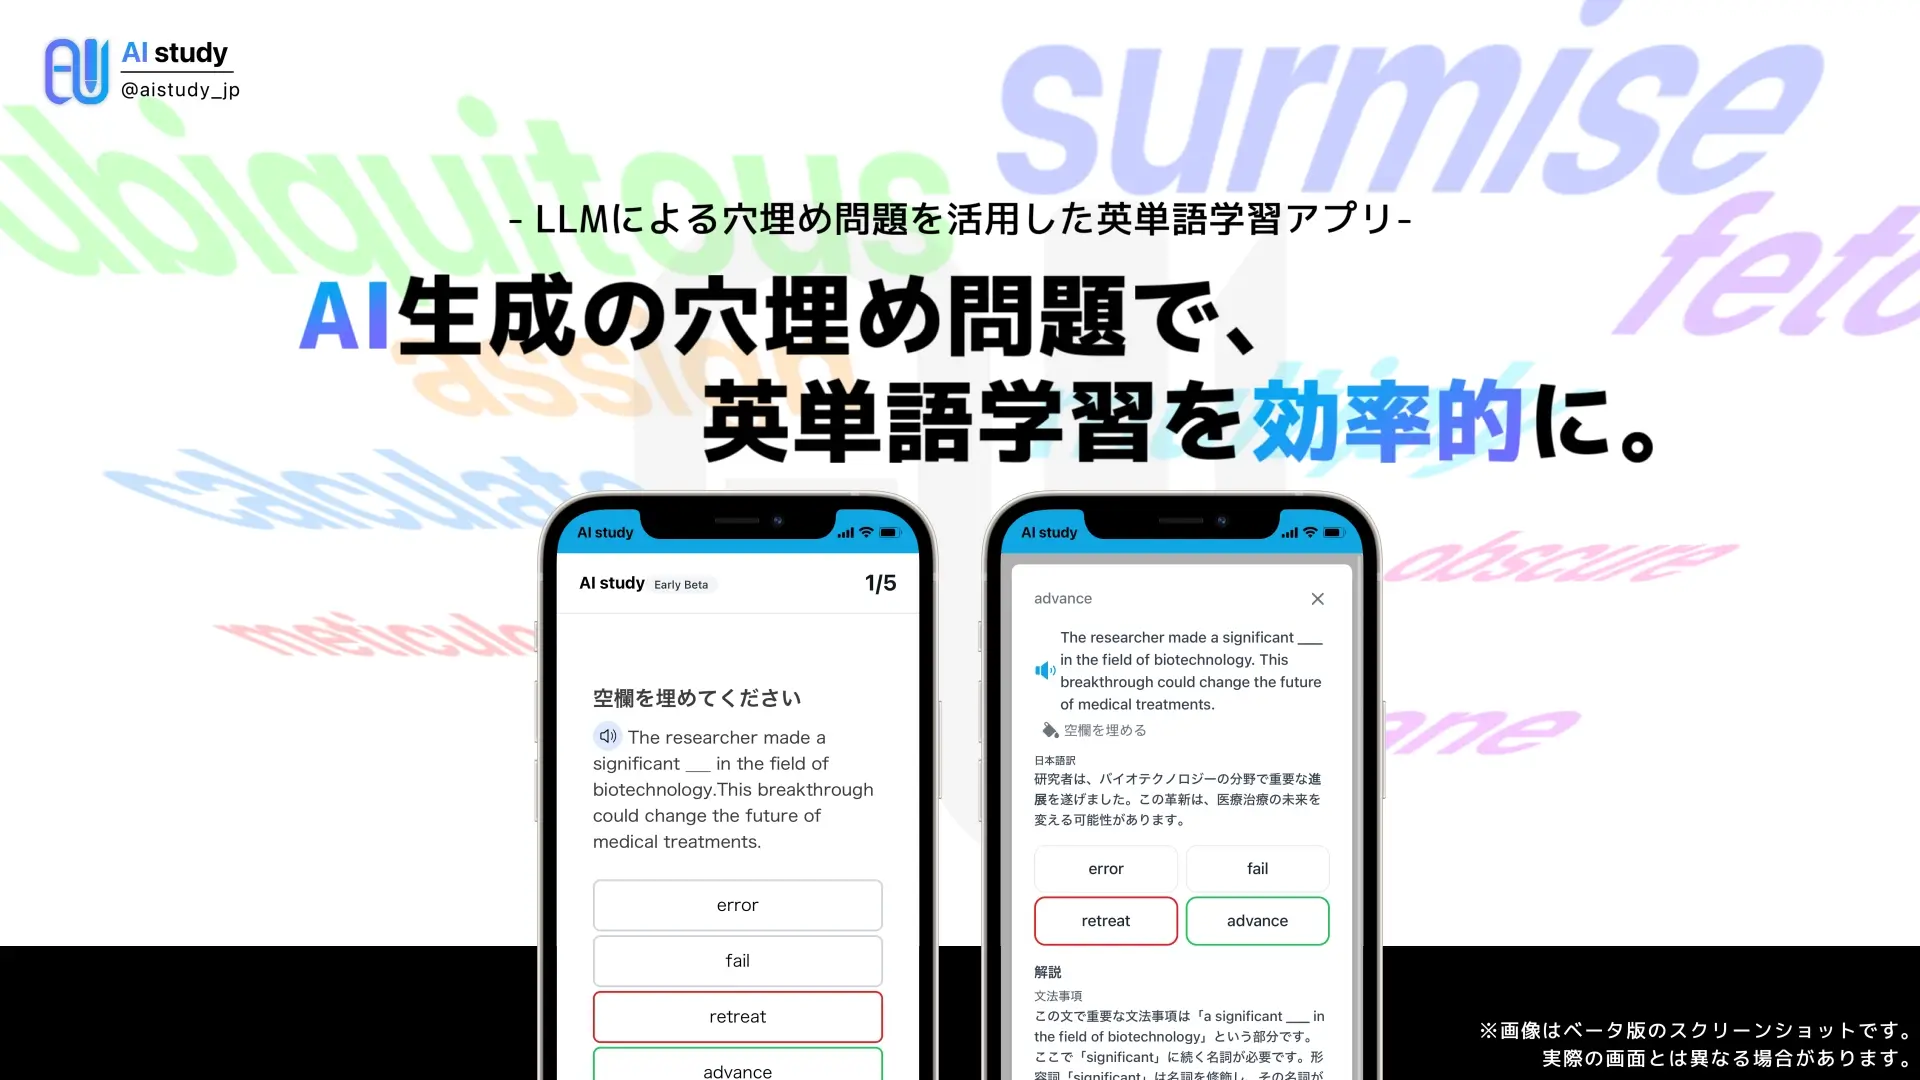 AI study
@aistudy_jp
ubiquitous
surmise
- LLMによる穴埋め問題を活用した英単語学習アプリ-
AI生成の穴埋め問題で、
assign
英単語学習を効率的に。
calculate
obscure
AI study
AI study Early Beta
1/5
空欄を埋めてください
The researcher made a
significant ___ in the field of
biotechnology.This breakthrough
could change the future of
medical treatments.
error
fail
retreat
advance
AI study
advance
The researcher made a significant ____
in the field of biotechnology. This
breakthrough could change the future
of medical treatments.
空欄を埋める
日本語訳
研究者は、バイオテクノロジーの分野で重要な進
展を遂げました。この革新は、医療治療の未来を
変える可能性があります。
error
fail
retreat
advance
解説
文法事項
この文で重要な文法事項は「a significant ____ in
the field of biotechnology」という部分です。
ここで「significant」に続く名詞が必要です。形
容詞「significant」は名詞を修飾し、その名詞が
※画像はベータ版のスクリーンショットです。
実際の画面とは異なる場合があります。